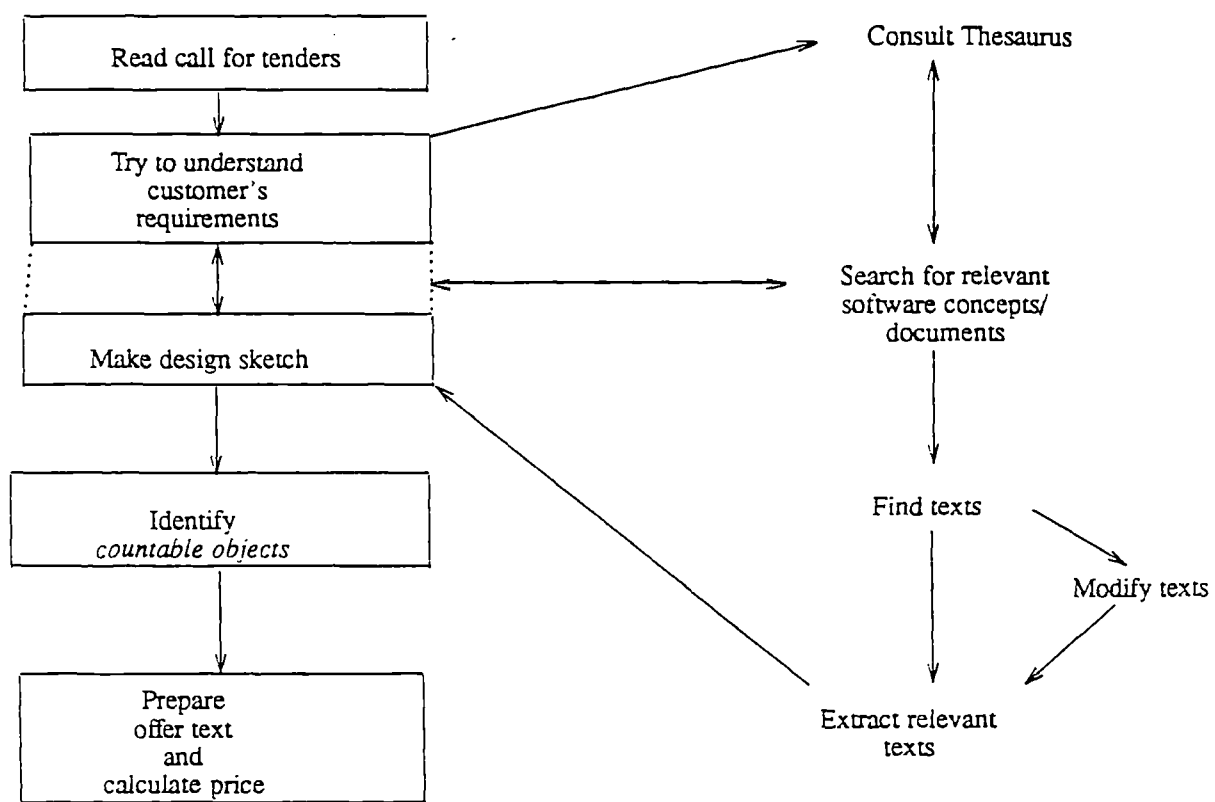 Read call for tenders
Try to understand
customer's
requirements
Make design sketch
Identify
countable objects
Prepare
offer text
and
calculate price
Consult Thesaurus
Search for relevant
software concepts/
documents
Find texts
Modify texts
Extract relevant
texts